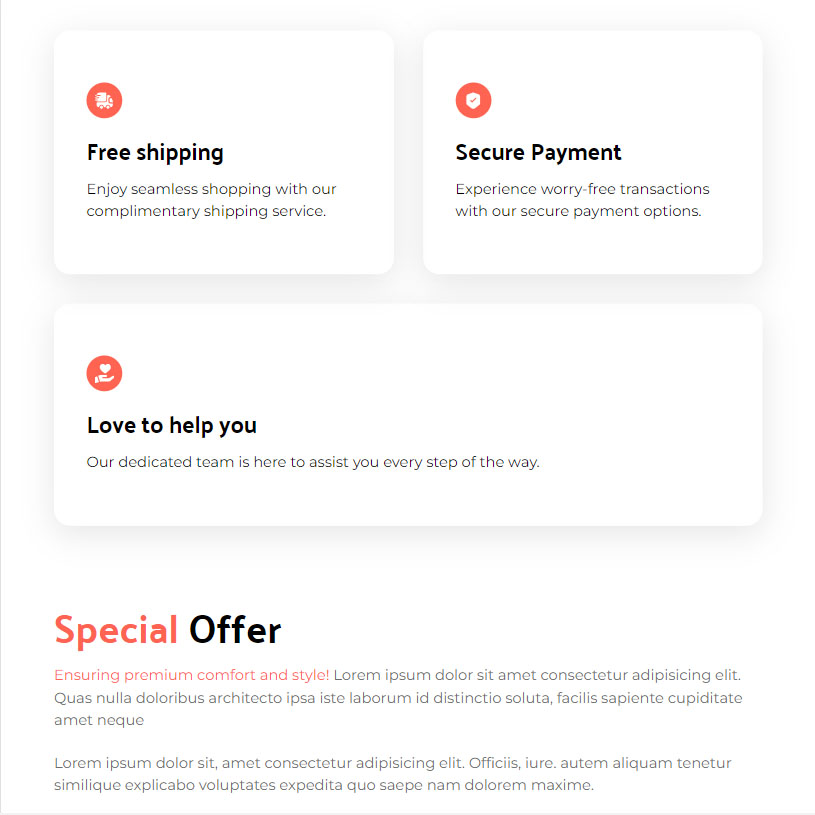 Free shipping
Enjoy seamless shopping with our
complimentary shipping service.
Secure Payment
Experience worry-free transactions
with our secure payment options.
Love to help you
Our dedicated team is here to assist you every step of the way.
Special Offer
Ensuring premium comfort and style! Lorem ipsum dolor sit amet consectetur adipisicing elit.
Quas nulla doloribus architecto ipsa iste laborum id distinctio soluta, facilis sapiente cupiditate
amet neque
Lorem ipsum dolor sit, amet consectetur adipisicing elit. Officiis, iure. autem aliquam tenetur
similique explicabo voluptates expedita quo saepe nam dolorem maxime.